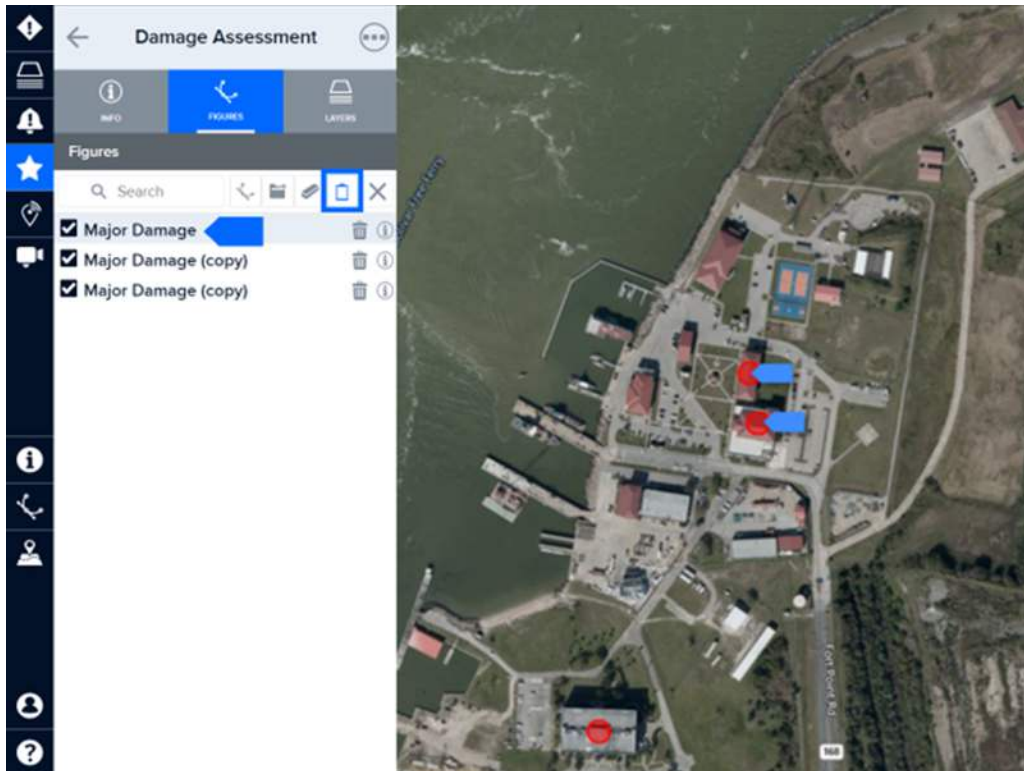 Damage Assessment
INFO
FIGURES
LAYERS
Figures
Search
Major Damage
Major Damage (copy)
Major Damage (copy)
Ferry
Fort Point Rd
168